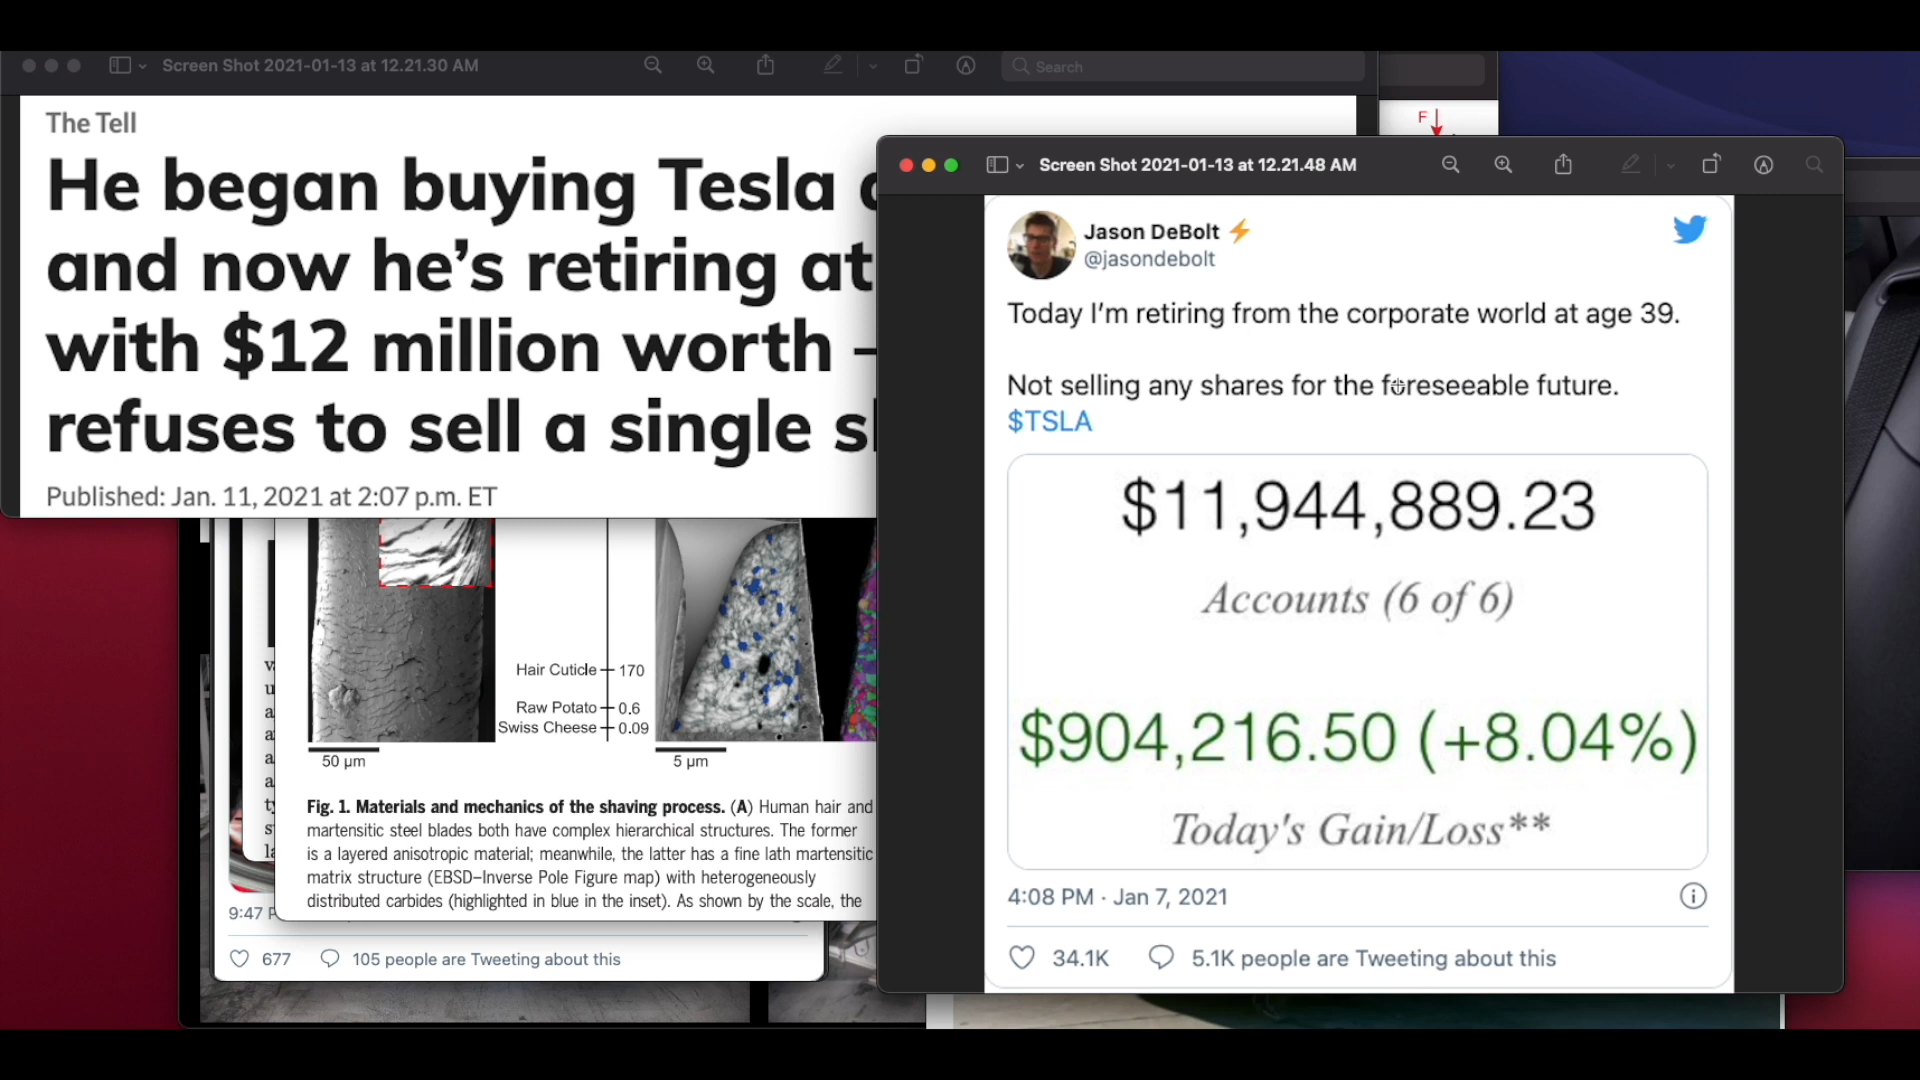 Screen Shot 2021-01-13 at 12.21.30 AM
Search
The Tell
He began buying Tesla
and now he's retiring at
with $12 million worth –
refuses to sell a single
Published: Jan. 11, 2021 at 2:07 p.m. ET
F
Screen Shot 2021-01-13 at 12.21.48 AM
Jason DeBolt ⚡
@jasondebolt
Today I'm retiring from the corporate world at age 39.
Not selling any shares for the foreseeable future.
$TSLA
$11,944,889.23
Accounts (6 of 6)
$904,216.50 (+8.04%)
Today's Gain/Loss**
4:08 PM · Jan 7, 2021
34.1K
5.1K people are Tweeting about this
Hair Cuticle 170
Raw Potato 0.6
Swiss Cheese 0.09
50 µm
5 µm
Fig. 1. Materials and mechanics of the shaving process. (A) Human hair and
martensitic steel blades both have complex hierarchical structures. The former
is a layered anisotropic material; meanwhile, the latter has a fine lath martensitic
matrix structure (EBSD–Inverse Pole Figure map) with heterogeneously
distributed carbides (highlighted in blue in the inset). As shown by the scale, the
9:47
677
105 people are Tweeting about this